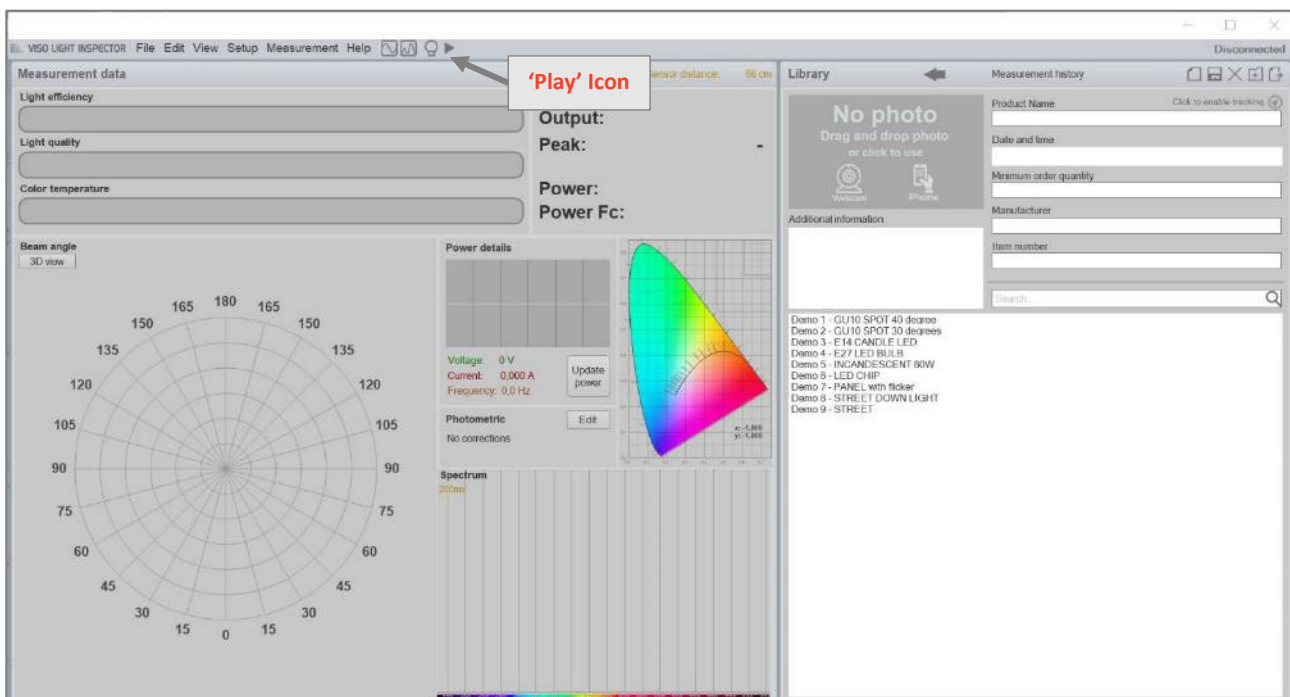 VISO LIGHT INSPECTOR File Edit View Setup Measurement Help
Disconnected
'Play' Icon
Measurement data
ensor distance: 66 cm
Light efficiency
Light quality
Color temperature
Output:
Peak: -
Power:
Power Fc:
Beam angle
3D view
180
165 165
150 150
135 135
120 120
105 105
90 90
75 75
60 60
45 45
30 30
15 15
0
Power details
Voltage: 0 V
Current: 0,000 A
Frequency: 0,0 Hz
Update
power
Photometric
Edit
No corrections
x: -1,000
y: -1,000
Spectrum
200ms
Library
Measurement history
No photo
Drag and drop photo
or click to use
Webcam Phone
Additional information
Product Name
Click to enable tracking
Date and time
Minimum order quantity
Manufacturer
Item number
Search...
Demo 1 - GU10 SPOT 40 degree
Demo 2 - GU10 SPOT 30 degrees
Demo 3 - E14 CANDLE LED
Demo 4 - E27 LED BULB
Demo 5 - INCANDESCENT 60W
Demo 6 - LED CHIP
Demo 7 - PANEL with flicker
Demo 8 - STREET DOWN LIGHT
Demo 9 - STREET